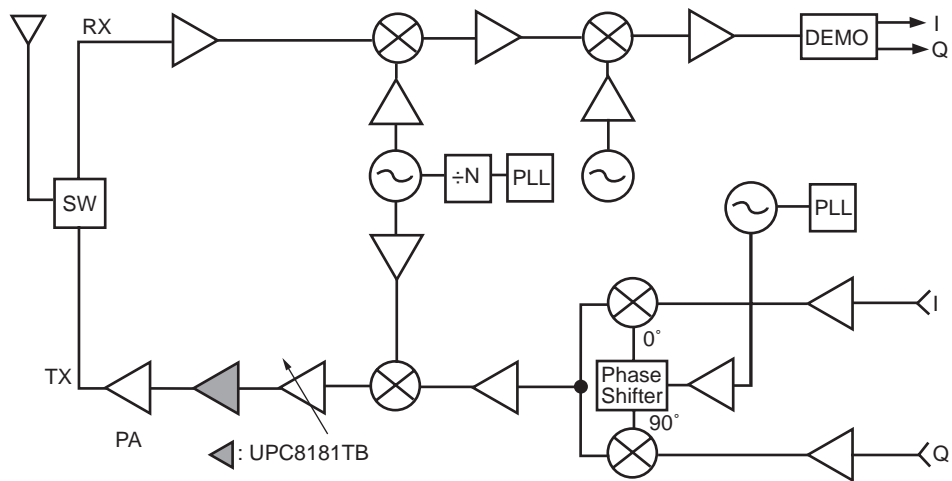 RX
I
DEMO
Q
÷N
PLL
SW
PLL
I
0°
TX
Phase
Shifter
90°
PA
: UPC8181TB
Q